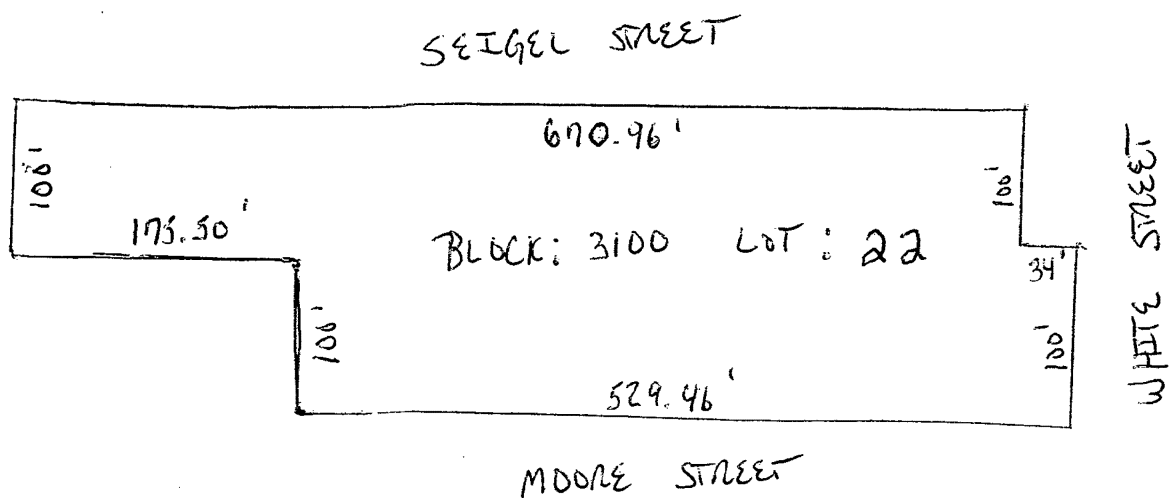 SEIGEL STREET
670.96'
100'
100'
175.50'
BLOCK: 3100 LOT: 22
34'
WHITE STREET
100'
100'
529.46'
MOORE STREET